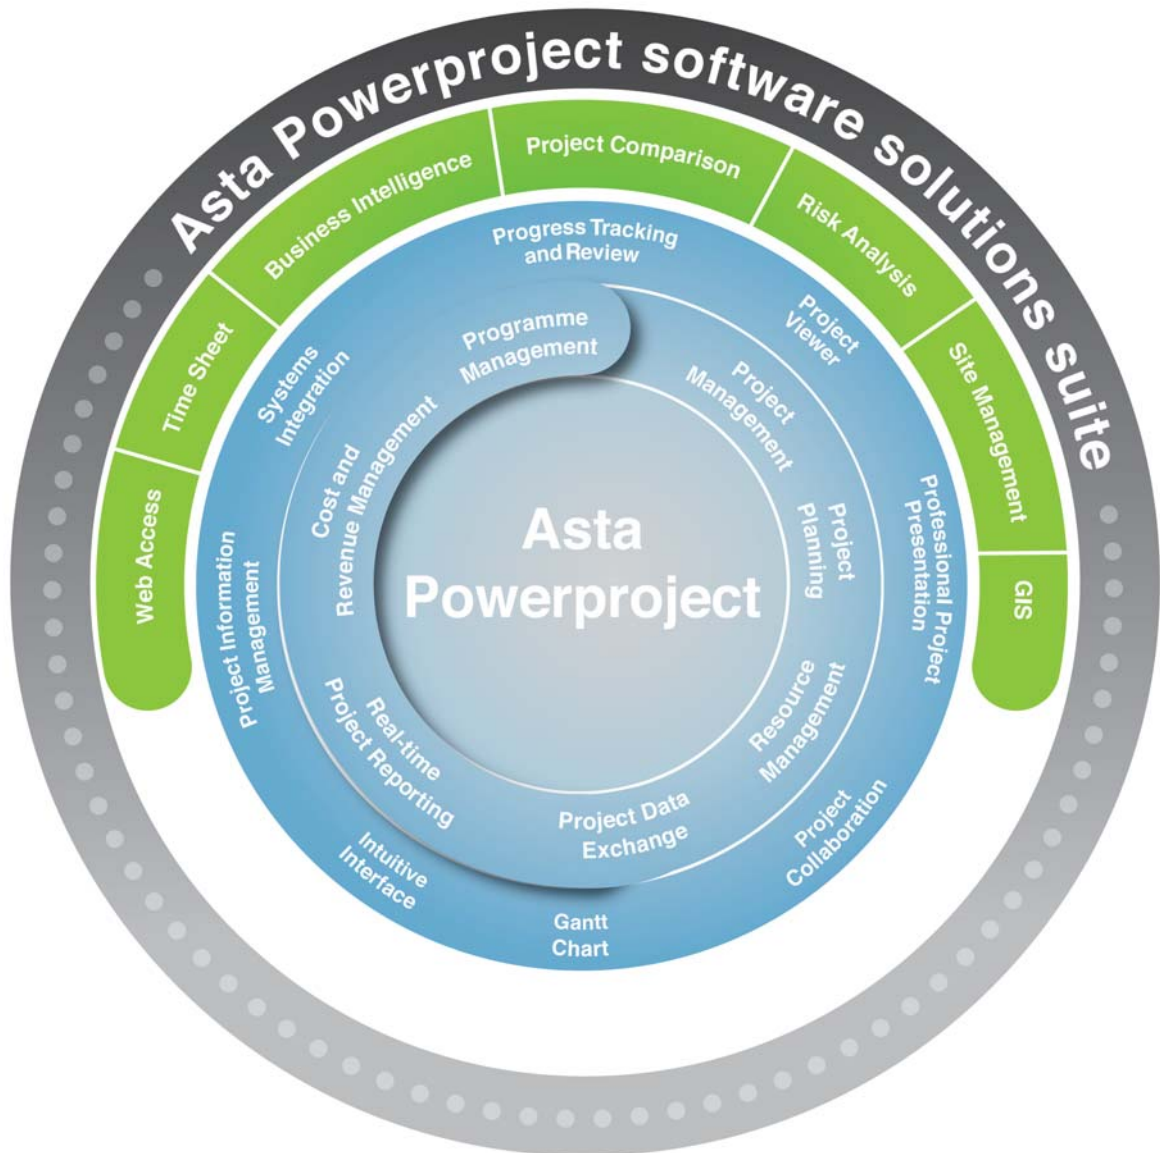 Asta Powerproject software solutions suite
Web Access
Time Sheet
Business Intelligence
Project Comparison
Risk Analysis
Site Management
GIS
Progress Tracking
and Review
Project
Viewer
Professional Project
Presentation
Project
Collaboration
Gantt
Chart
Intuitive
Interface
Project Information
Management
Systems
Integration
Programme
Management
Project
Management
Project
Planning
Resource
Management
Project Data
Exchange
Real-time
Project Reporting
Cost and
Revenue Management
Asta
Powerproject